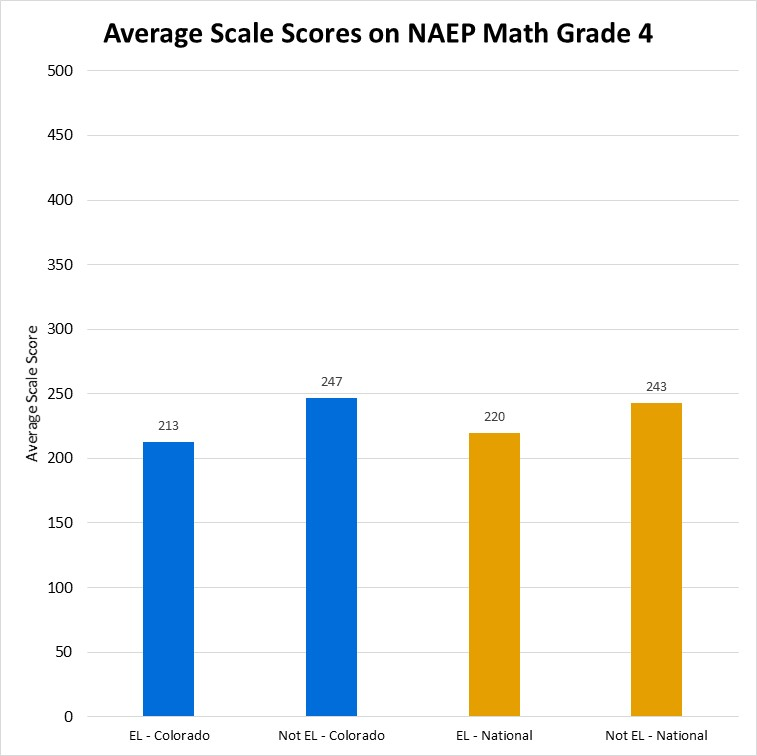 Average Scale Scores on NAEP Math Grade 4
500
450
400
350
300
250
200
150
100
50
0
Average Scale Score
213
247
220
243
EL - Colorado
Not EL - Colorado
EL - National
Not EL - National